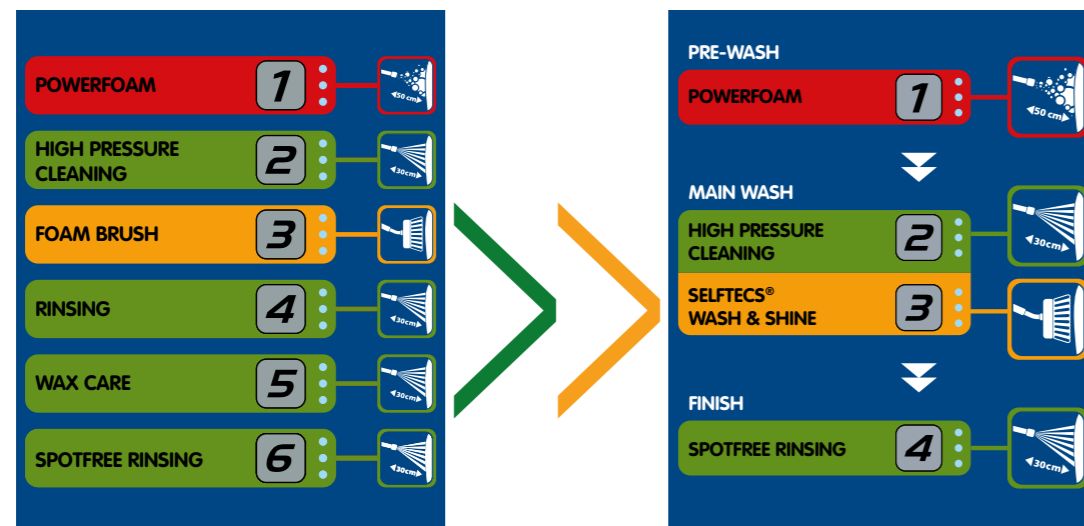 POWERFOAM 1
50 cm
HIGH PRESSURE
CLEANING 2
30cm
FOAM BRUSH 3
RINSING 4
30cm
WAX CARE 5
30cm
SPOTFREE RINSING 6
30cm
PRE-WASH
POWERFOAM 1
50 cm
MAIN WASH
HIGH PRESSURE
CLEANING 2
30cm
SELFTECS®
WASH & SHINE 3
FINISH
SPOTFREE RINSING 4
30cm